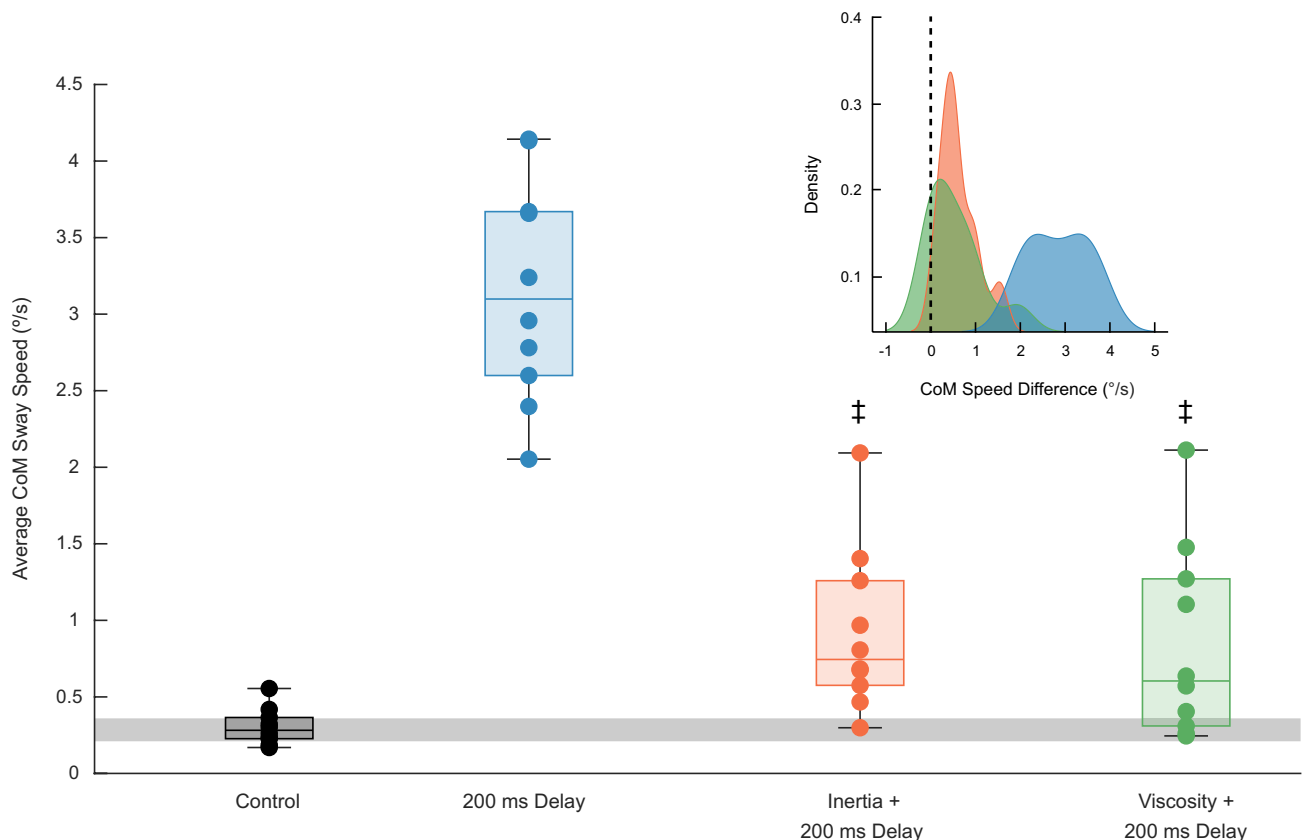 0.4
0.3
0.2
0.1
Density
-1 0 1 2 3 4 5
CoM Speed Difference (°/s)
4.5
4
3.5
3
2.5
2
1.5
1
0.5
0
Average CoM Sway Speed (º/s)
‡ ‡
Control 200 ms Delay Inertia + Viscosity +
200 ms Delay 200 ms Delay